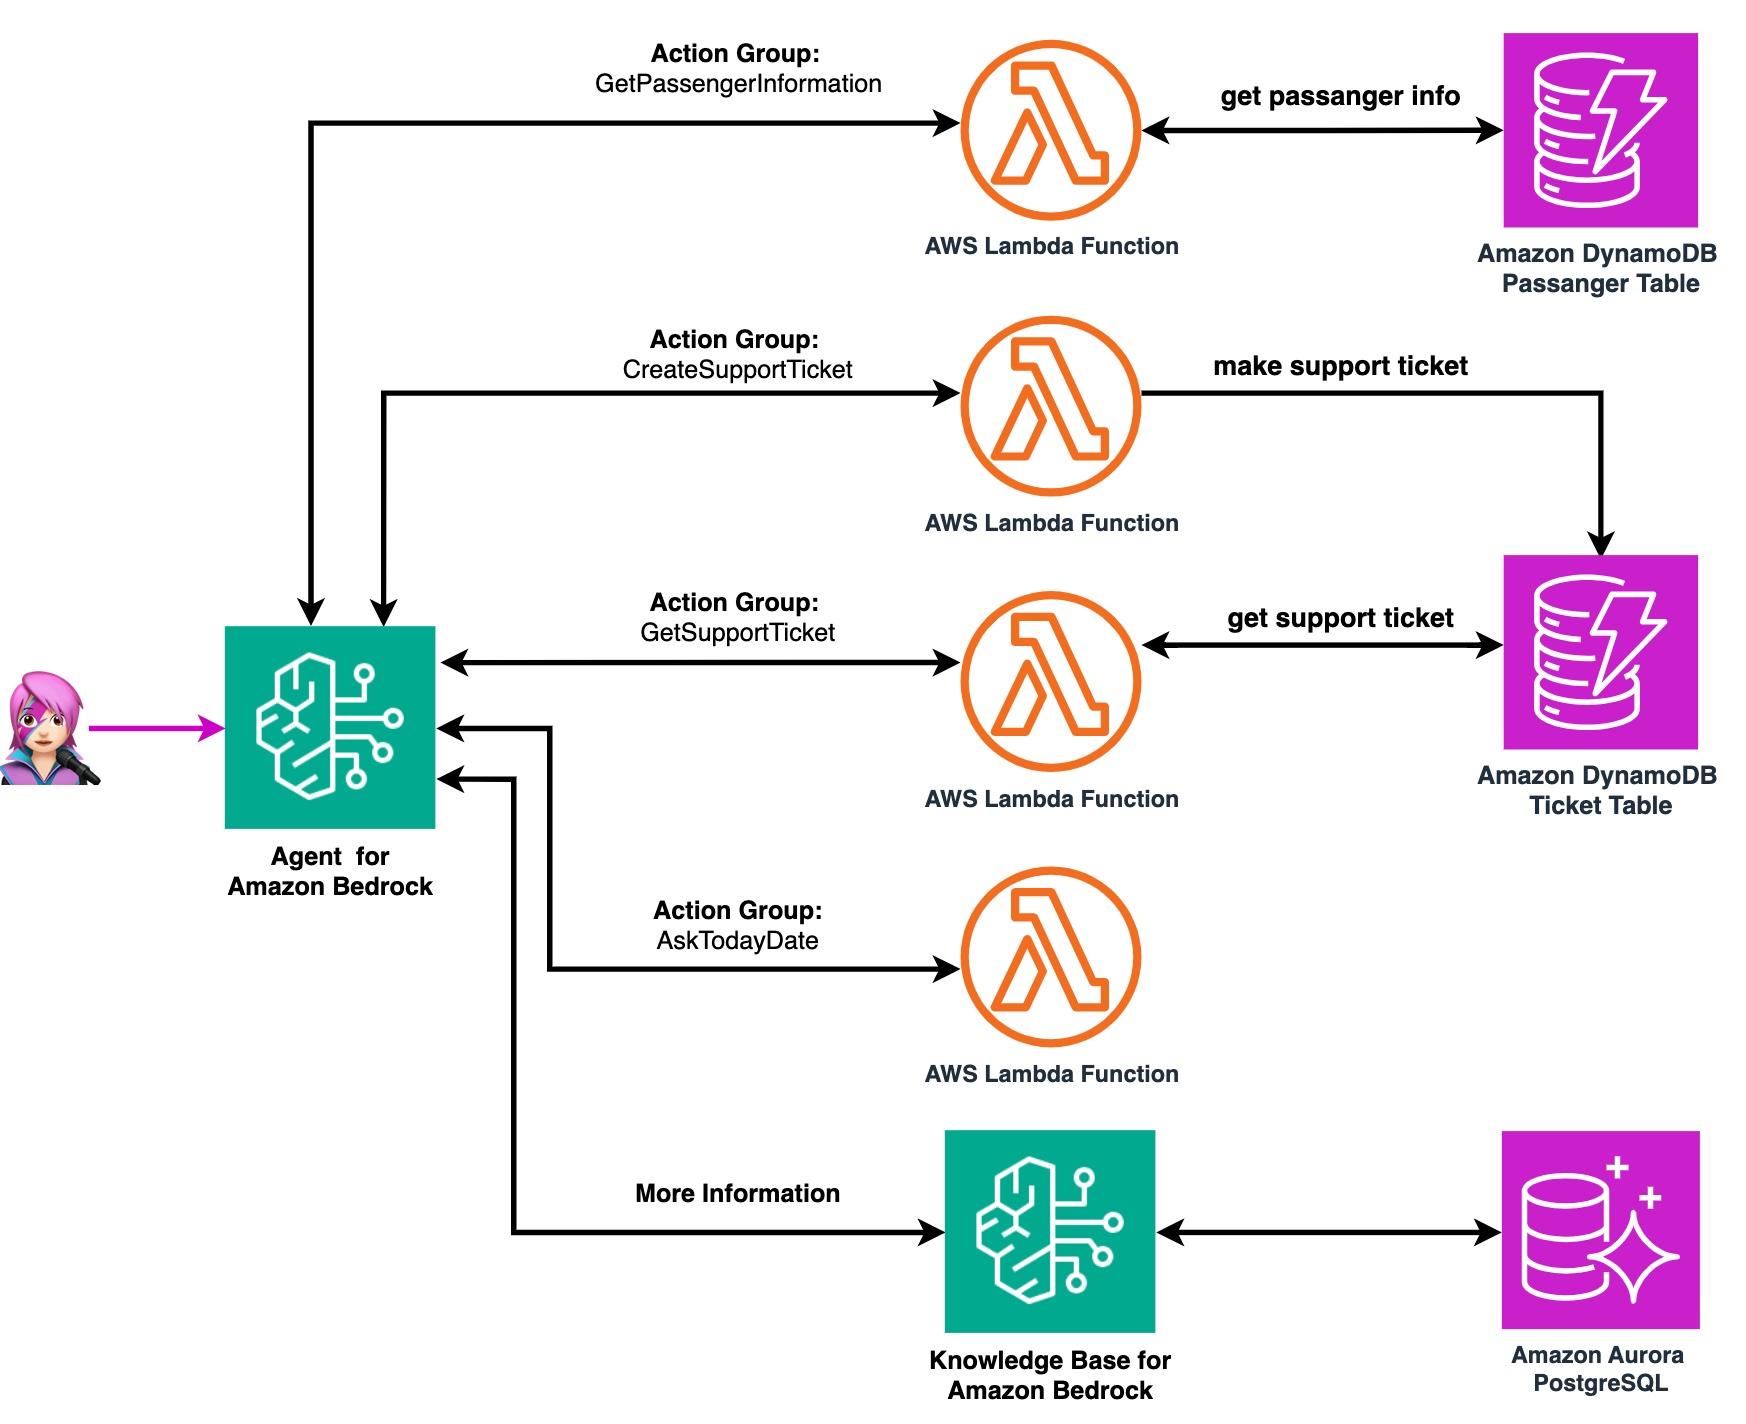 Action Group:
GetPassengerInformation
get passanger info
AWS Lambda Function
Amazon DynamoDB
Passanger Table
Action Group:
CreateSupportTicket
make support ticket
AWS Lambda Function
Action Group:
GetSupportTicket
get support ticket
AWS Lambda Function
Amazon DynamoDB
Ticket Table
Agent for
Amazon Bedrock
Action Group:
AskTodayDate
AWS Lambda Function
More Information
Knowledge Base for
Amazon Bedrock
Amazon Aurora
PostgreSQL